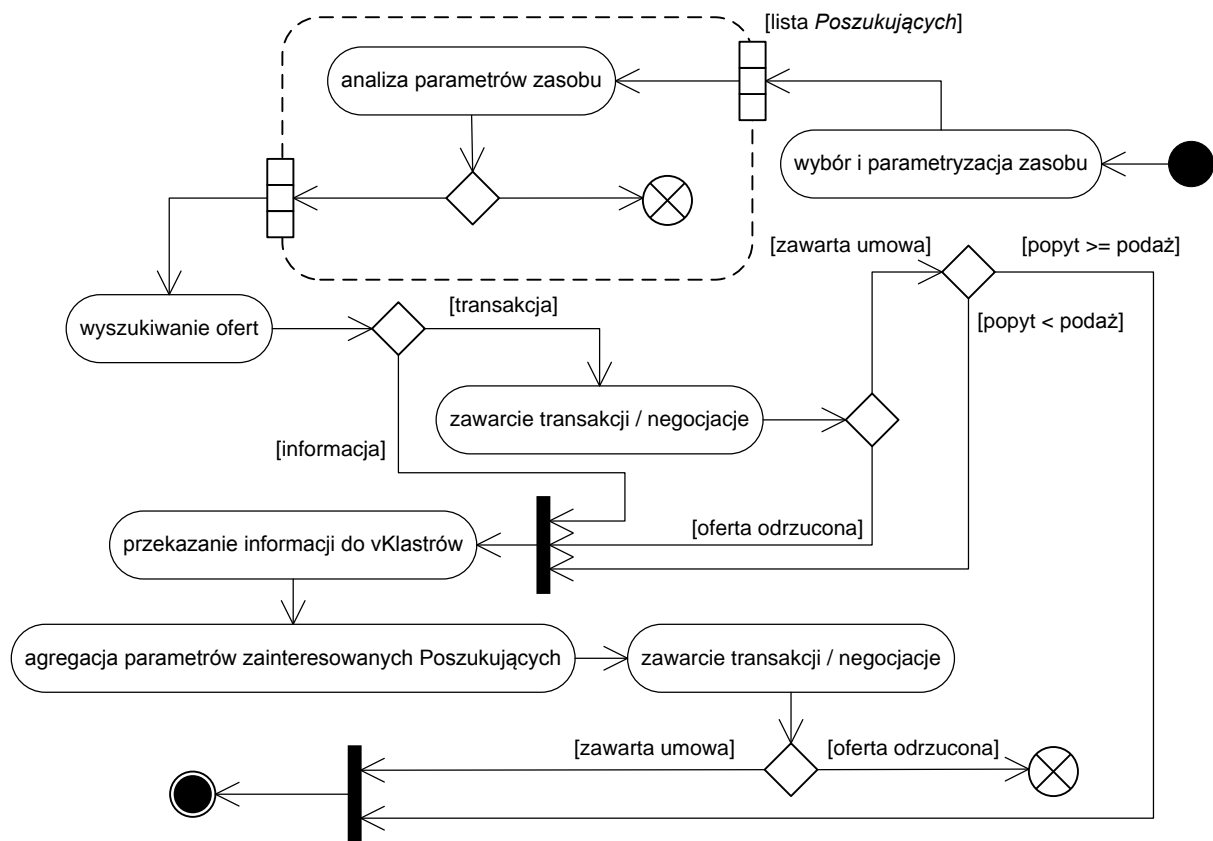 [lista Poszukujących]
analiza parametrów zasobu
wybór i parametryzacja zasobu
[zawarta umowa]
[popyt >= podaż]
[transakcja]
[popyt < podaż]
wyszukiwanie ofert
zawarcie transakcji / negocjacje
[informacja]
[oferta odrzucona]
przekazanie informacji do vKlastrów
agregacja parametrów zainteresowanych Poszukujących
zawarcie transakcji / negocjacje
[zawarta umowa]
[oferta odrzucona]